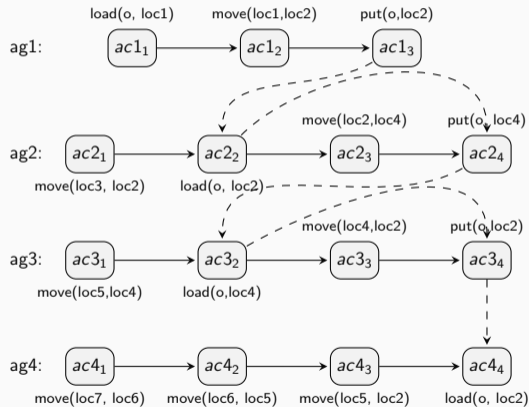 load(o, loc1) move(loc1,loc2) put(o,loc2)
ag1: ac1₁ ac1₂ ac1₃
move(loc2,loc4) put(o, loc4)
ag2: ac2₁ ac2₂ ac2₃ ac2₄
move(loc3, loc2) load(o, loc2)
move(loc4,loc2) put(o,loc2)
ag3: ac3₁ ac3₂ ac3₃ ac3₄
move(loc5,loc4) load(o,loc4)
ag4: ac4₁ ac4₂ ac4₃ ac4₄
move(loc7, loc6) move(loc6, loc5) move(loc5, loc2) load(o, loc2)